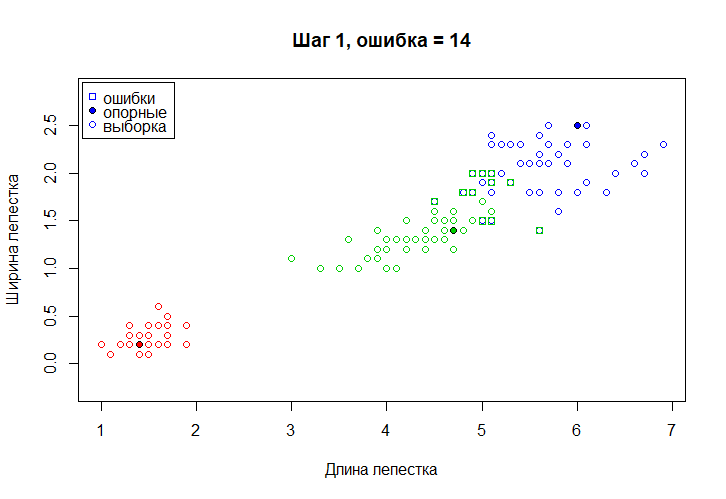 Шаг 1, ошибка = 14
ошибки
опорные
выборка
Ширина лепестка
0.0 0.5 1.0 1.5 2.0 2.5
1 2 3 4 5 6 7
Длина лепестка